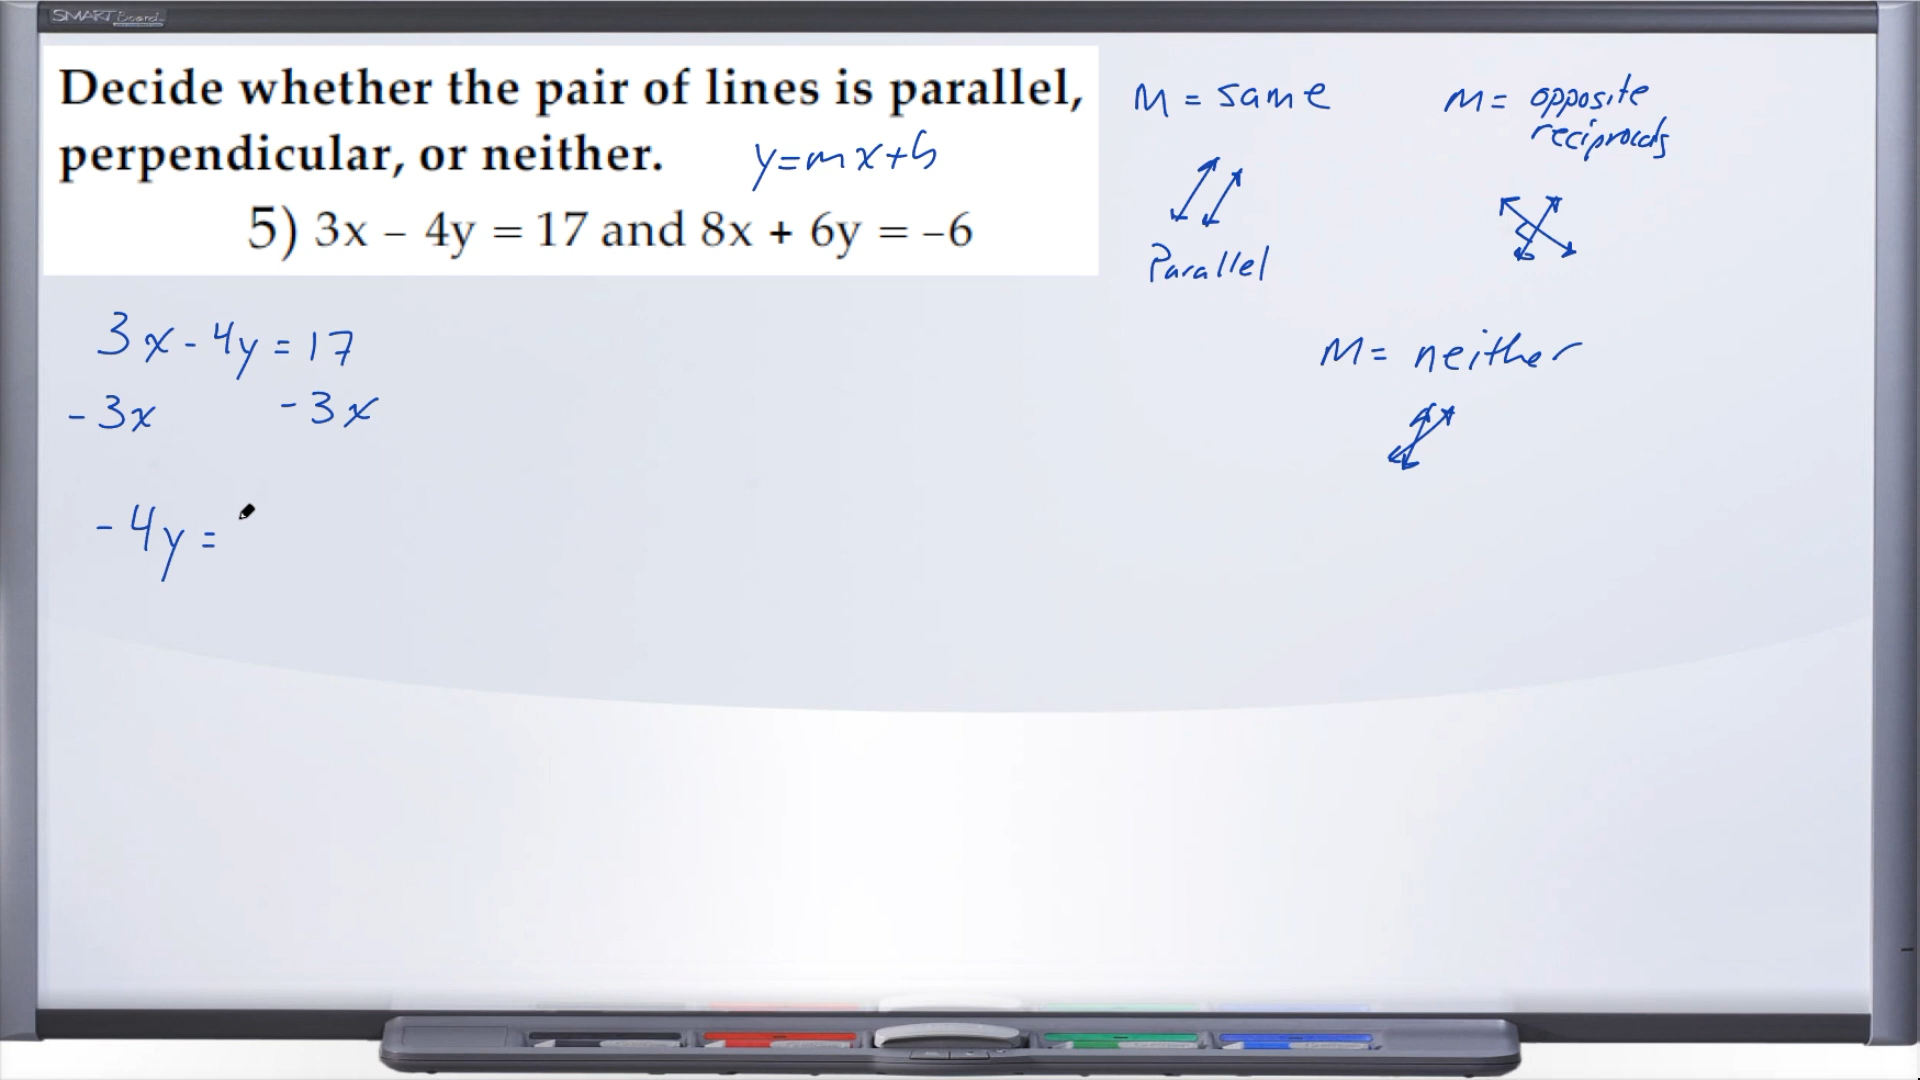 SMART Board
Decide whether the pair of lines is parallel,
perpendicular, or neither.
y=mx+b
5) 3x – 4y = 17 and 8x + 6y = –6
M = same
Parallel
M = opposite
reciprocals
M = neither
3x - 4y = 17
- 3x - 3x
- 4y =